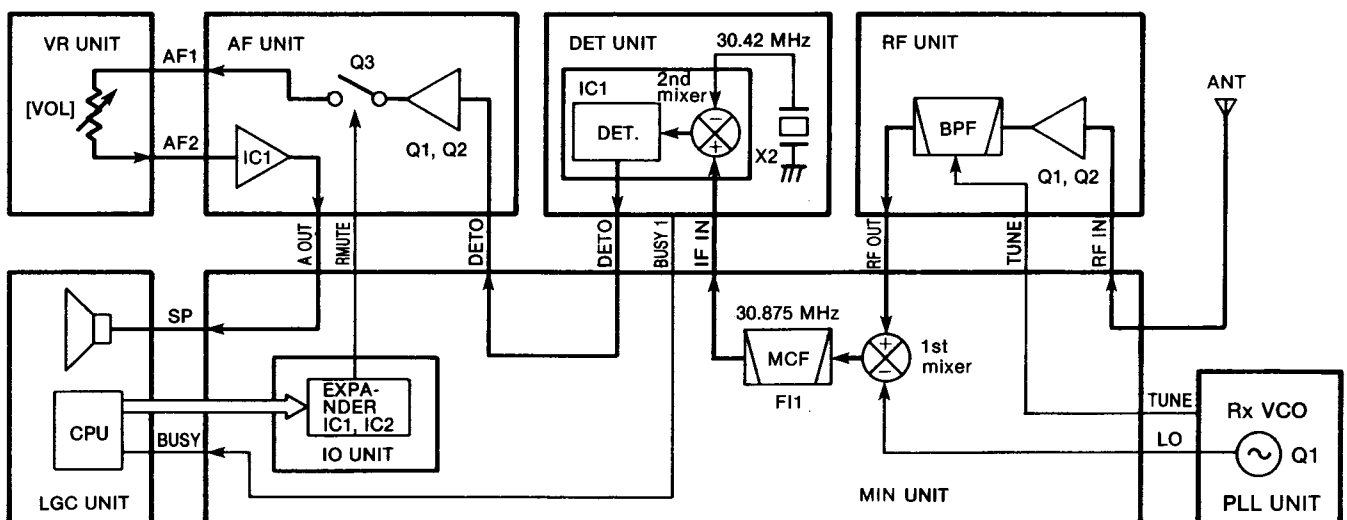 VR UNIT
AF1
[VOL]
AF2
AF UNIT
Q3
Q1, Q2
IC1
A OUT
RMUTE
DETO
DET UNIT
30.42 MHz
IC1
2nd
mixer
DET.
−
+
X2
DETO
BUSY 1
IF IN
RF UNIT
BPF
Q1, Q2
RF OUT
TUNE
RF IN
ANT
SP
CPU
BUSY
LGC UNIT
EXPA-
NDER
IC1, IC2
IO UNIT
30.875 MHz
MCF
FI1
+
−
1st
mixer
MIN UNIT
TUNE
LO
Rx VCO
Q1
PLL UNIT